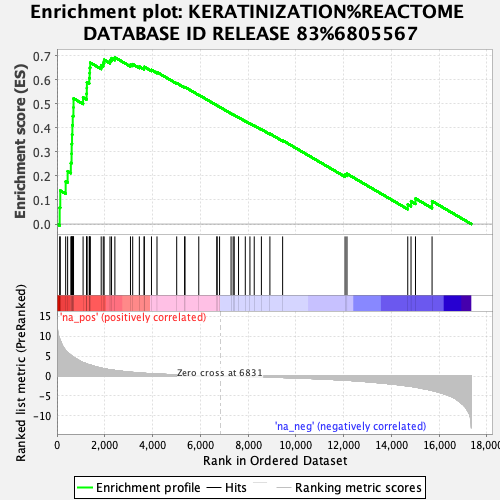 Enrichment plot: KERATINIZATION%REACTOME
DATABASE ID RELEASE 83%6805567
Enrichment score (ES)
0.7
0.6
0.5
0.4
0.3
0.2
0.1
0.0
'na_pos' (positively correlated)
Ranked list metric (PreRanked)
15
10
5
0
-5
-10
Zero cross at 6831
'na_neg' (negatively correlated)
0 2,000 4,000 6,000 8,000 10,000 12,000 14,000 16,000 18,000
Rank in Ordered Dataset
Enrichment profile Hits Ranking metric scores